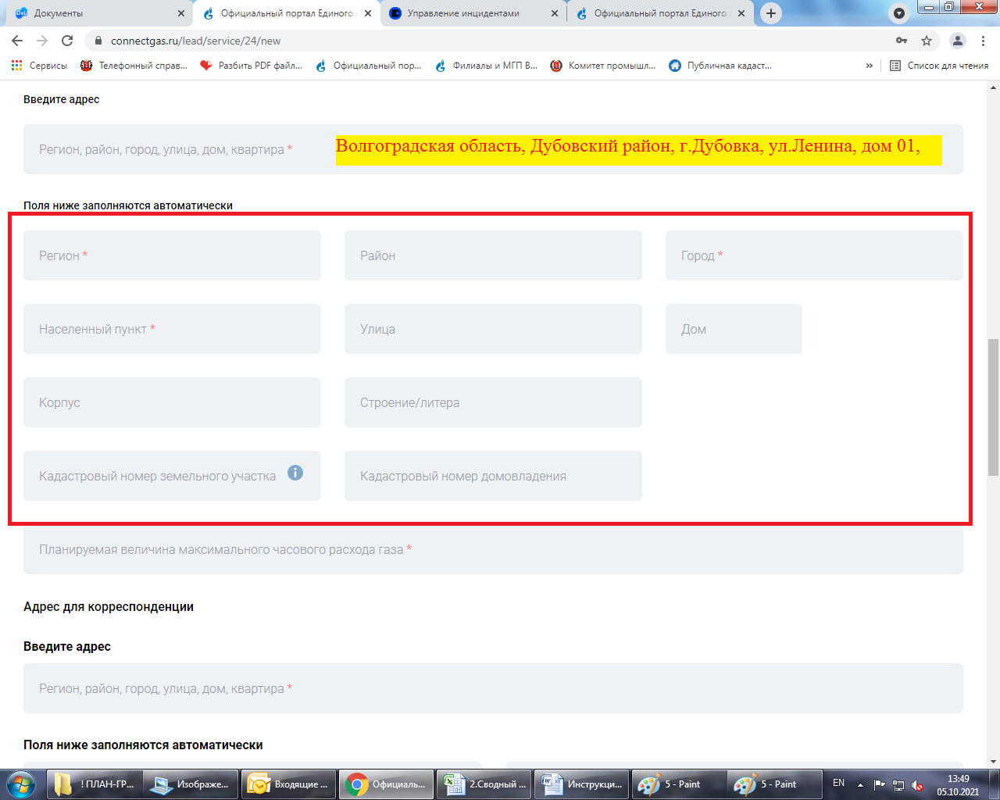 Документы
Официальный портал Единого
Управление инцидентами
Официальный портал Единого
connectgas.ru/lead/service/24/new
Сервисы
Телефонный справ...
Разбить PDF файл...
Официальный пор...
Филиалы и МГП В...
Комитет промышл...
Публичная кадаст...
»
Список для чтения
Введите адрес
Регион, район, город, улица, дом, квартира *
Волгоградская область, Дубовский район, г.Дубовка, ул.Ленина, дом 01,
Поля ниже заполняются автоматически
Регион *
Район
Город *
Населенный пункт *
Улица
Дом
Корпус
Строение/литера
Кадастровый номер земельного участка
Кадастровый номер домовладения
Планируемая величина максимального часового расхода газа *
Адрес для корреспонденции
Введите адрес
Регион, район, город, улица, дом, квартира *
Поля ниже заполняются автоматически
! ПЛАН-ГР...
Изображе...
Входящие ...
Официаль...
2.Сводный ...
Инструкци...
5 - Paint
5 - Paint
EN
13:49
05.10.2021